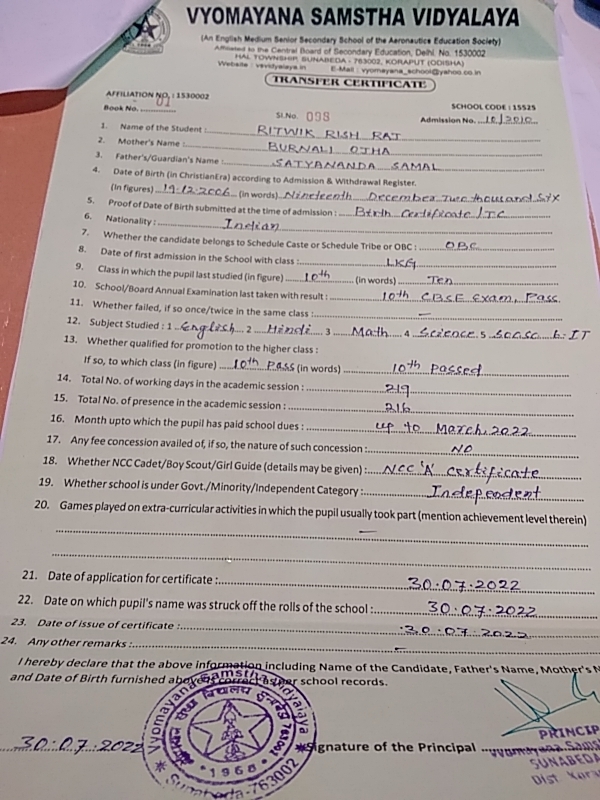 VYOMAYANA SAMSTHA VIDYALAYA
(An English Medium Senior Secondary School of the Aeronautics Education Society)
Affiliated to the Central Board of Secondary Education, Delhi. No. 1530002
HAL TOWNSHIP, SUNABEDA - 763002, KORAPUT (ODISHA)
Website : vsvidyalaya.in E-Mail : vyomayana_school@yahoo.co.in
TRANSFER CERTIFICATE
AFFILIATION NO. : 1530002 SCHOOL CODE : 15525
Book No. 01 Sl.No. 098 Admission No. 10/2010
1. Name of the Student : RITWIK RISH RAT
2. Mother's Name : BURNALI OJHA
3. Father's/Guardian's Name : SATYANANDA SAMAL
4. Date of Birth (in ChristianEra) according to Admission & Withdrawal Register.
(In figures) 19.12.2006 (in words) Nineteenth December Two thousand Six
5. Proof of Date of Birth submitted at the time of admission : Birth Certificate/TC
6. Nationality : Indian
7. Whether the candidate belongs to Schedule Caste or Schedule Tribe or OBC : OBC
8. Date of first admission in the School with class : LKG
9. Class in which the pupil last studied (in figure) 10th (in words) Ten
10. School/Board Annual Examination last taken with result : 10th CBSE Exam, Pass
11. Whether failed, if so once/twice in the same class : —
12. Subject Studied : 1 English 2 Hindi 3 Math 4 Science 5 Socsc 6. IT
13. Whether qualified for promotion to the higher class :
If so, to which class (in figure) 10th Pass (in words) 10th Passed
14. Total No. of working days in the academic session : 219
15. Total No. of presence in the academic session : 216
16. Month upto which the pupil has paid school dues : up to March, 2022
17. Any fee concession availed of, if so, the nature of such concession : NO
18. Whether NCC Cadet/Boy Scout/Girl Guide (details may be given) : NCC 'A' Certificate
19. Whether school is under Govt./Minority/Independent Category : Independent
20. Games played on extra-curricular activities in which the pupil usually took part (mention achievement level therein)
—
21. Date of application for certificate : 30.07.2022
22. Date on which pupil's name was struck off the rolls of the school : 30.07.2022
23. Date of issue of certificate : 30.07.2022
24. Any other remarks : —
I hereby declare that the above information including Name of the Candidate, Father's Name, Mother's N
and Date of Birth furnished above is correct as per school records.
30.07.2022
Vyomayana Samstha Vidyalaya
1968
Sunabeda-763002
Signature of the Principal
PRINCIP
Vyomayana Sams
SUNABEDA
Dist. Kora